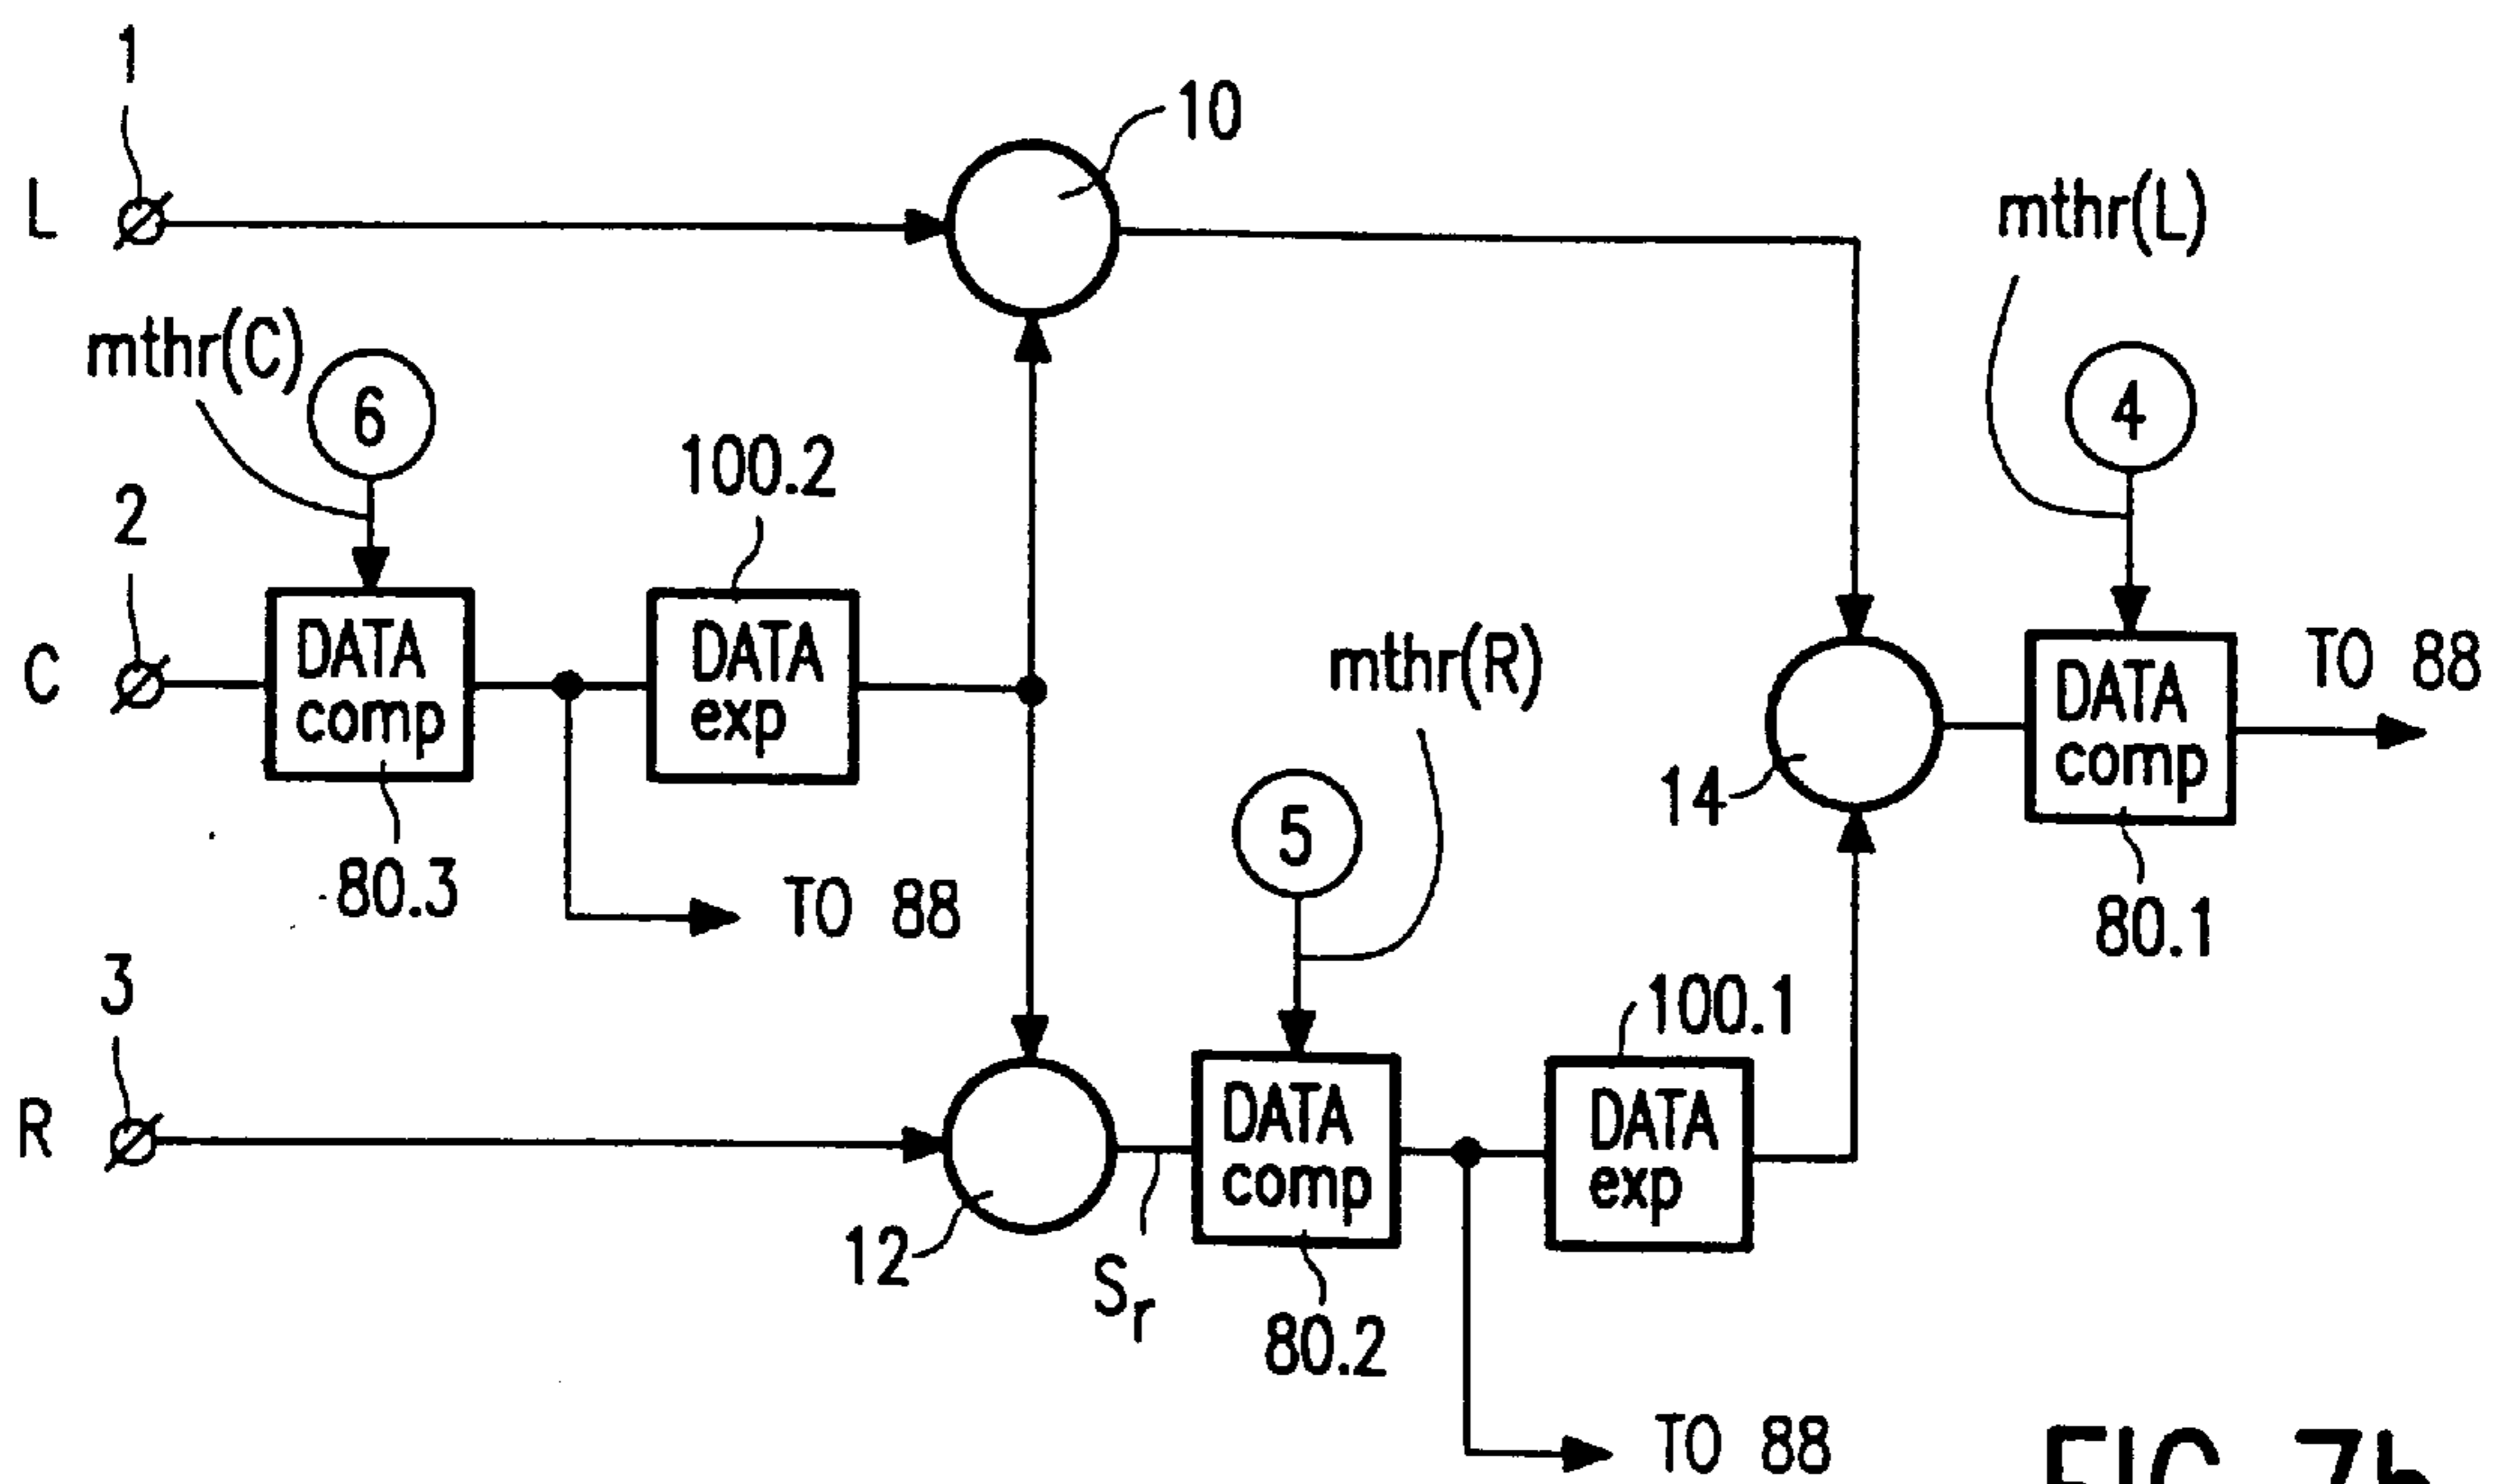 1
10
L
mthr(L)
mthr(C)
6
4
100.2
2
C
DATA
comp
DATA
exp
mthr(R)
DATA
comp
TO 88
14
5
80.3
TO 88
80.1
3
100.1
R
DATA
comp
DATA
exp
12
Sr
80.2
TO 88